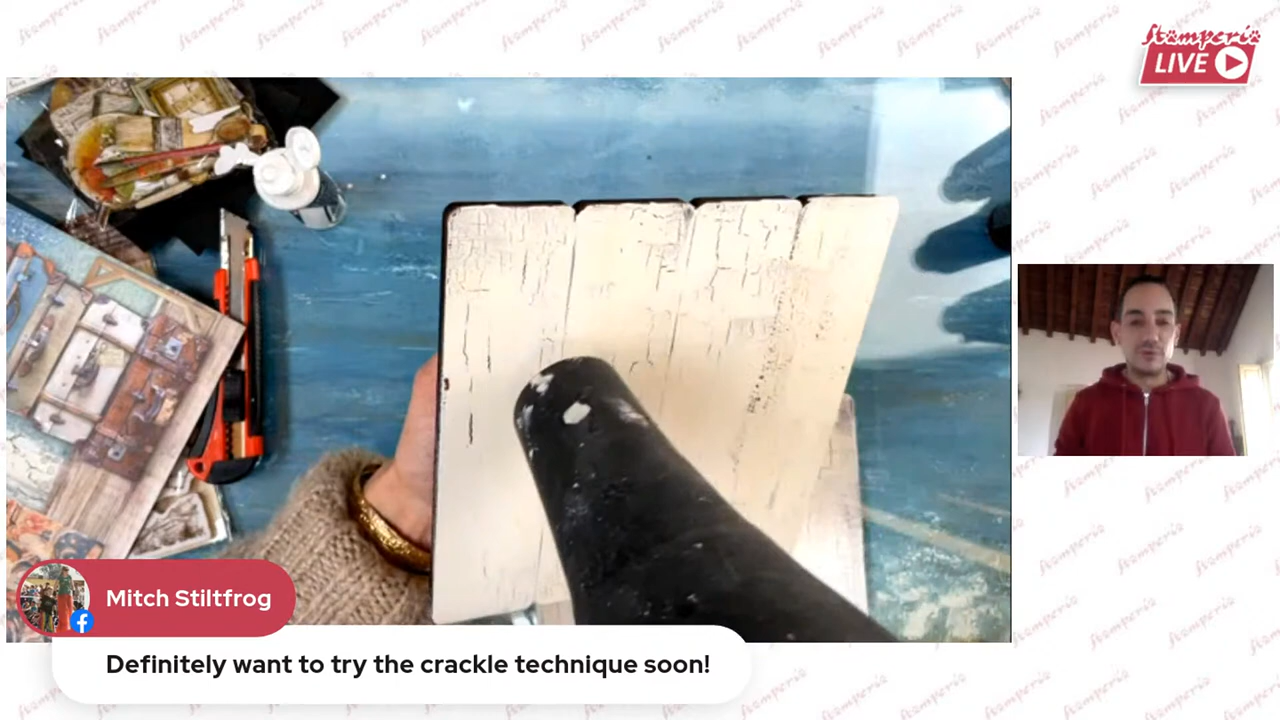 Stamperia
LIVE
Mitch Stiltfrog
Definitely want to try the crackle technique soon!